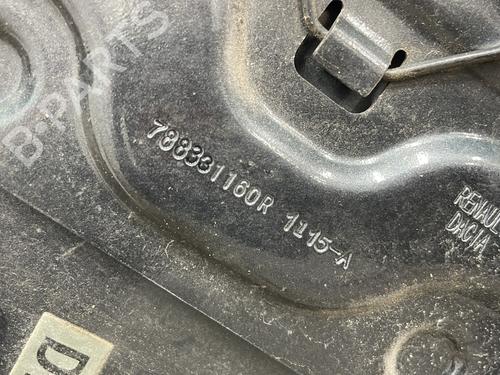 B-PARTS
788331160R 1115-A
RENAULT
DACIA
D